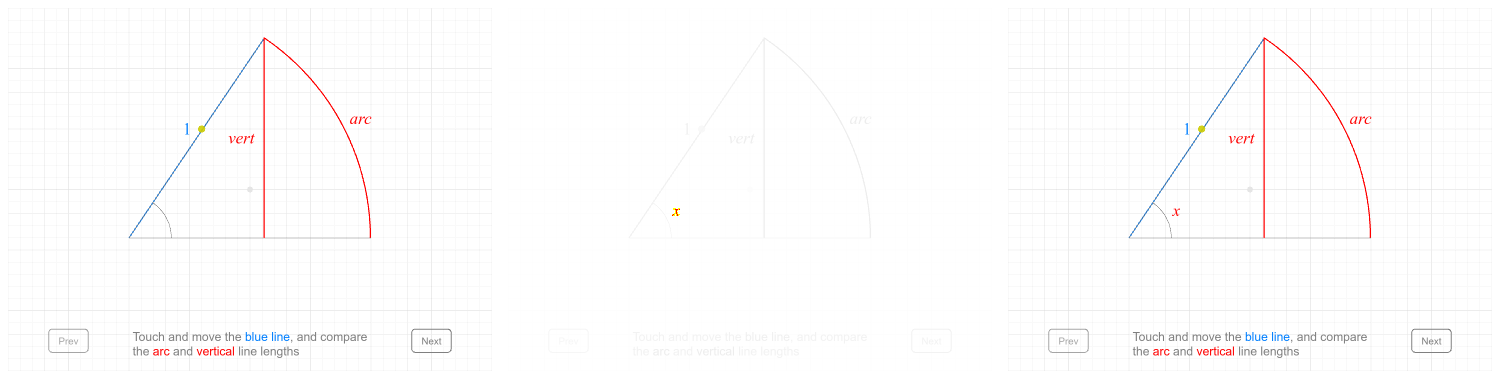 1
vert
arc
Prev
Touch and move the blue line, and compare
the arc and vertical line lengths
Next
1
vert
arc
x
Prev
Touch and move the blue line, and compare
the arc and vertical line lengths
Next
1
vert
arc
x
Prev
Touch and move the blue line, and compare
the arc and vertical line lengths
Next